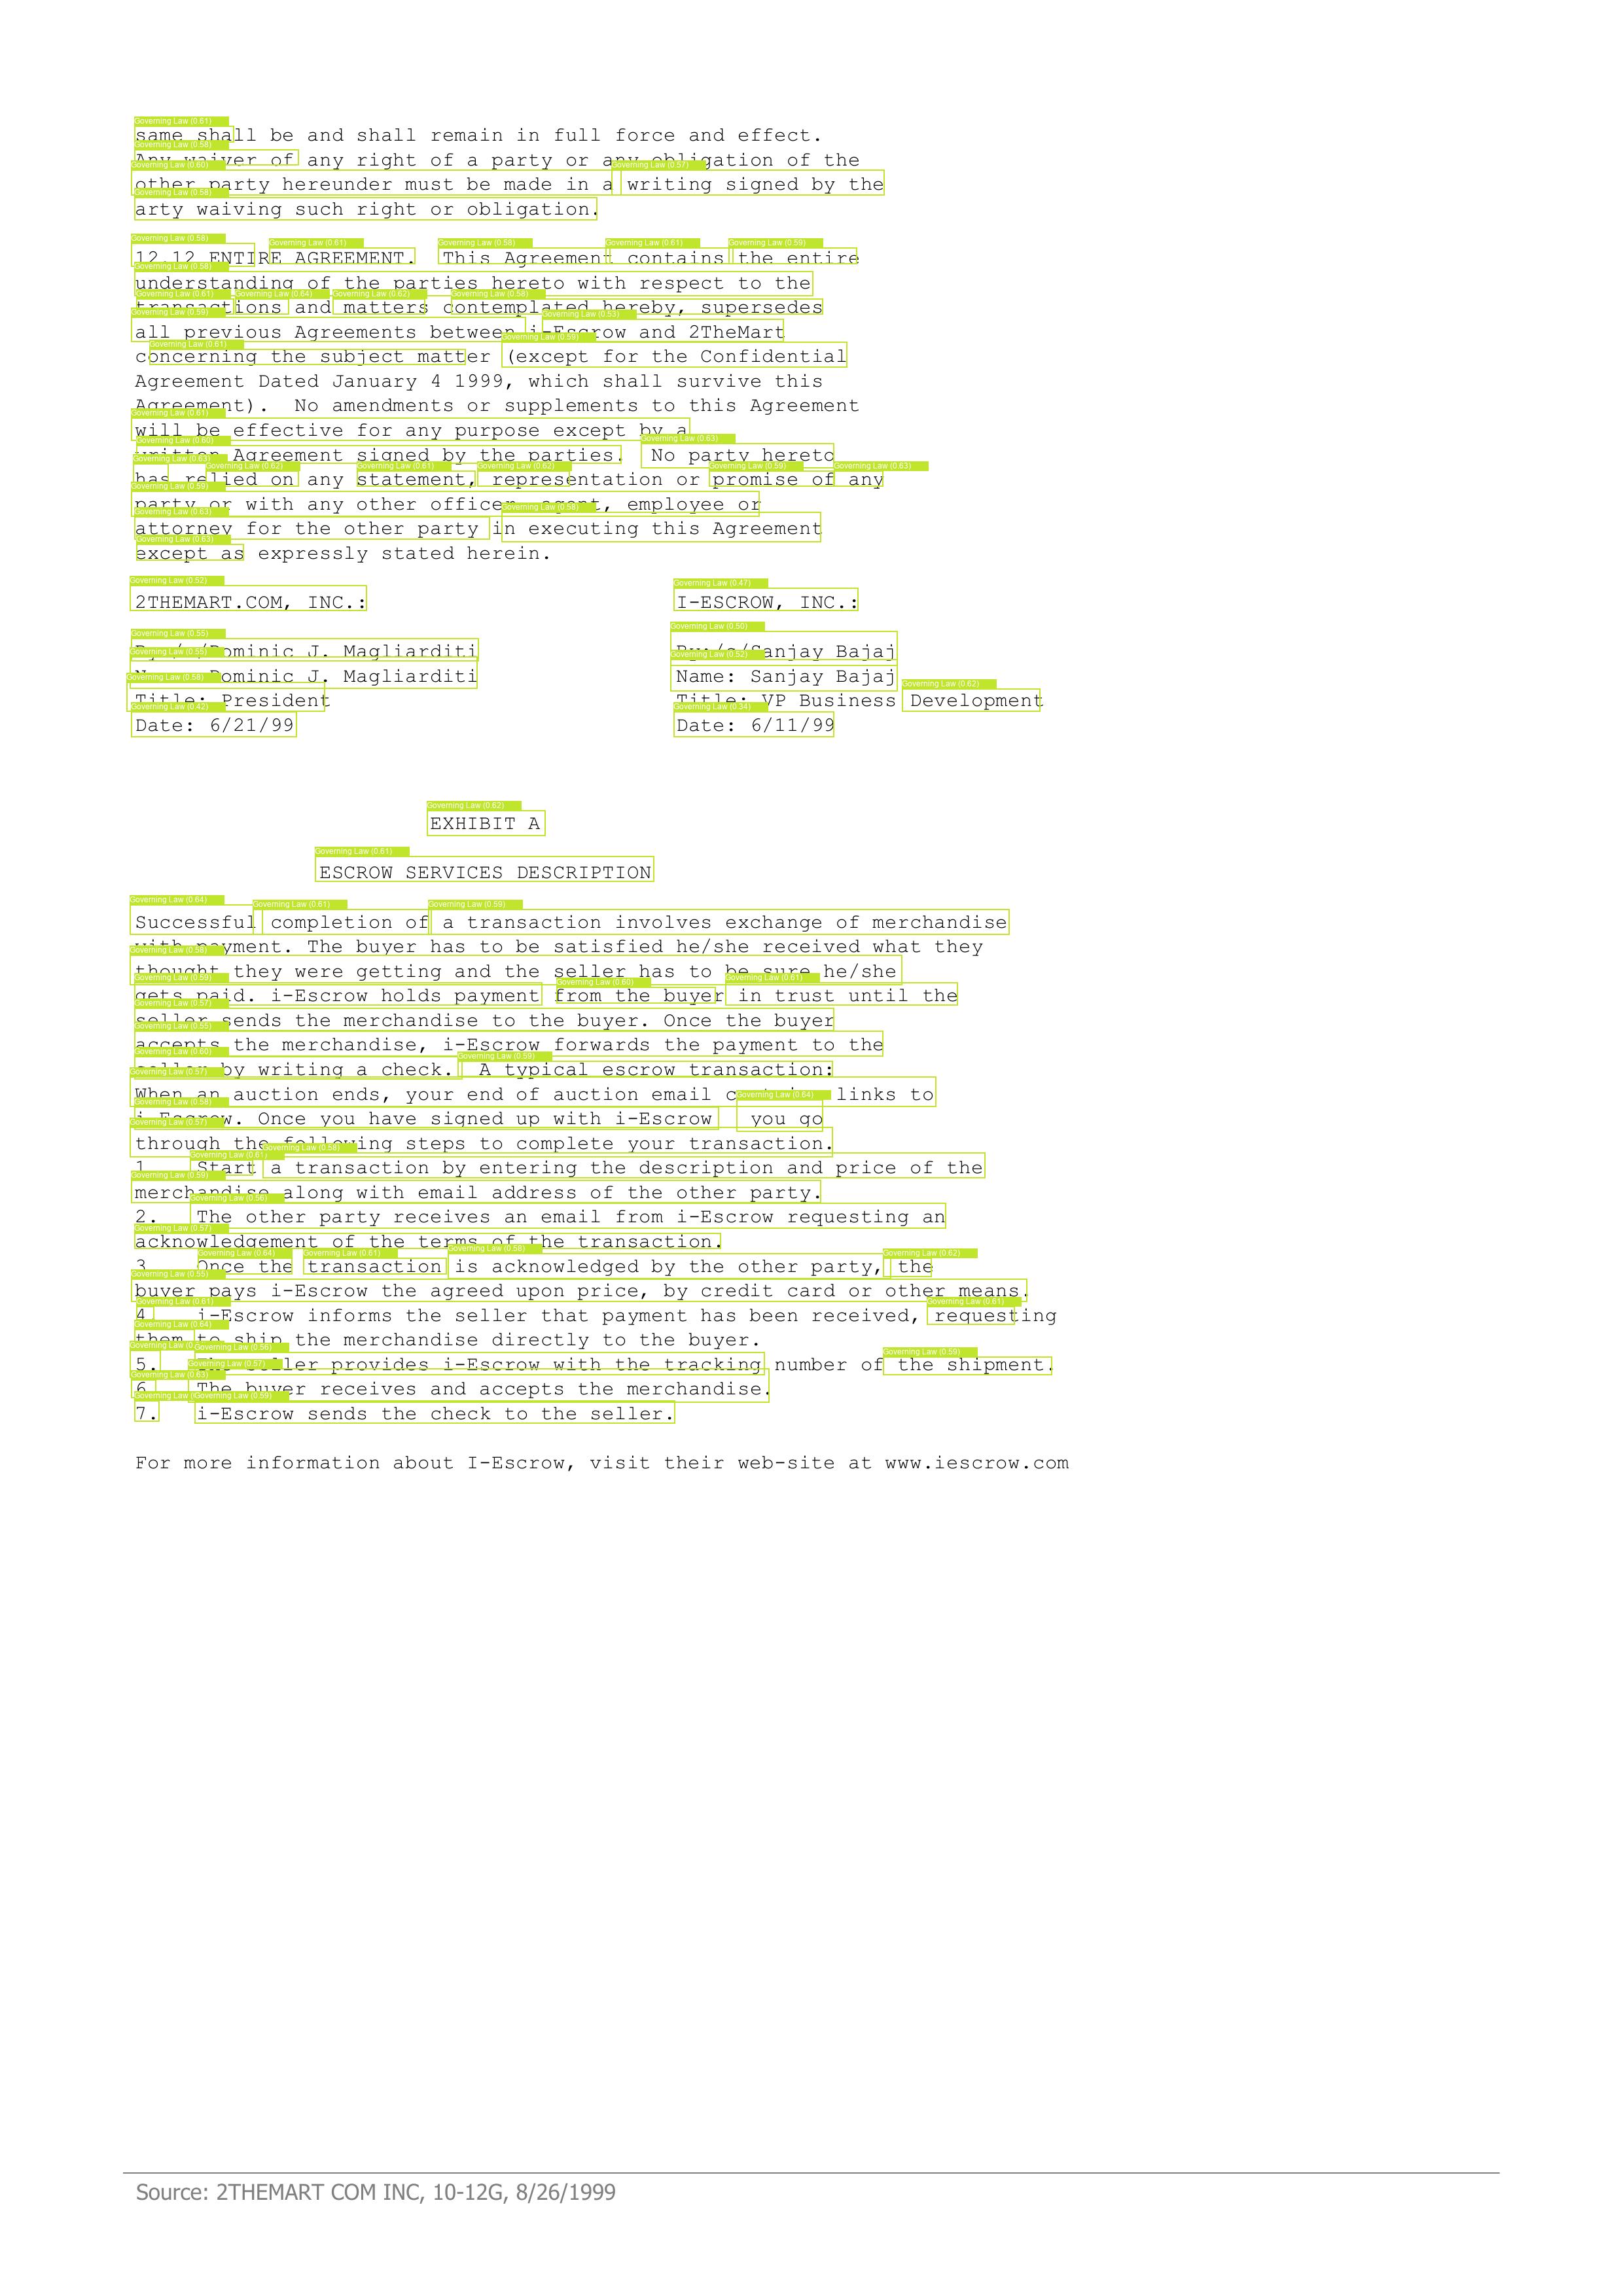 same shall be and shall remain in full force and effect.
Any waiver of any right of a party or any obligation of the
other party hereunder must be made in a writing signed by the
arty waiving such right or obligation.
12.12 ENTIRE AGREEMENT. This Agreement contains the entire
understanding of the parties hereto with respect to the
transactions and matters contemplated hereby, supersedes
all previous Agreements between i-Escrow and 2TheMart
concerning the subject matter (except for the Confidential
Agreement Dated January 4 1999, which shall survive this
Agreement). No amendments or supplements to this Agreement
will be effective for any purpose except by a
written Agreement signed by the parties. No party hereto
has relied on any statement, representation or promise of any
party or with any other officer, agent, employee or
attorney for the other party in executing this Agreement
except as expressly stated herein.
2THEMART.COM, INC.: I-ESCROW, INC.:
By:/s/Dominic J. Magliarditi By:/s/Sanjay Bajaj
Name: Dominic J. Magliarditi Name: Sanjay Bajaj
Title: President Title: VP Business Development
Date: 6/21/99 Date: 6/11/99
EXHIBIT A
ESCROW SERVICES DESCRIPTION
Successful completion of a transaction involves exchange of merchandise
with payment. The buyer has to be satisfied he/she received what they
thought they were getting and the seller has to be sure he/she
gets paid. i-Escrow holds payment from the buyer in trust until the
seller sends the merchandise to the buyer. Once the buyer
accepts the merchandise, i-Escrow forwards the payment to the
seller by writing a check. A typical escrow transaction:
When an auction ends, your end of auction email contains links to
i-Escrow. Once you have signed up with i-Escrow you go
through the following steps to complete your transaction.
1. Start a transaction by entering the description and price of the
merchandise along with email address of the other party.
2. The other party receives an email from i-Escrow requesting an
acknowledgement of the terms of the transaction.
3. Once the transaction is acknowledged by the other party, the
buyer pays i-Escrow the agreed upon price, by credit card or other means.
4. i-Escrow informs the seller that payment has been received, requesting
them to ship the merchandise directly to the buyer.
5. The seller provides i-Escrow with the tracking number of the shipment.
6. The buyer receives and accepts the merchandise.
7. i-Escrow sends the check to the seller.
For more information about I-Escrow, visit their web-site at www.iescrow.com
Source: 2THEMART COM INC, 10-12G, 8/26/1999